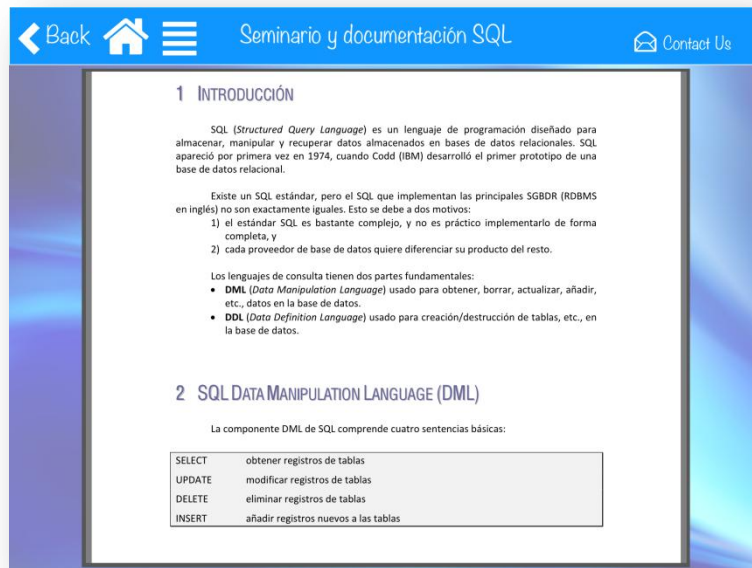 Back
Seminario y documentación SQL
Contact Us
1 INTRODUCCIÓN
SQL (Structured Query Language) es un lenguaje de programación diseñado para
almacenar, manipular y recuperar datos almacenados en bases de datos relacionales. SQL
apareció por primera vez en 1974, cuando Codd (IBM) desarrolló el primer prototipo de una
base de datos relacional.
Existe un SQL estándar, pero el SQL que implementan las principales SGBDR (RDBMS
en inglés) no son exactamente iguales. Esto se debe a dos motivos:
1) el estándar SQL es bastante complejo, y no es práctico implementarlo de forma
completa, y
2) cada proveedor de base de datos quiere diferenciar su producto del resto.
Los lenguajes de consulta tienen dos partes fundamentales:
• DML (Data Manipulation Language) usado para obtener, borrar, actualizar, añadir,
etc., datos en la base de datos.
• DDL (Data Definition Language) usado para creación/destrucción de tablas, etc., en
la base de datos.
2 SQL DATA MANIPULATION LANGUAGE (DML)
La componente DML de SQL comprende cuatro sentencias básicas:
SELECT obtener registros de tablas
UPDATE modificar registros de tablas
DELETE eliminar registros de tablas
INSERT añadir registros nuevos a las tablas